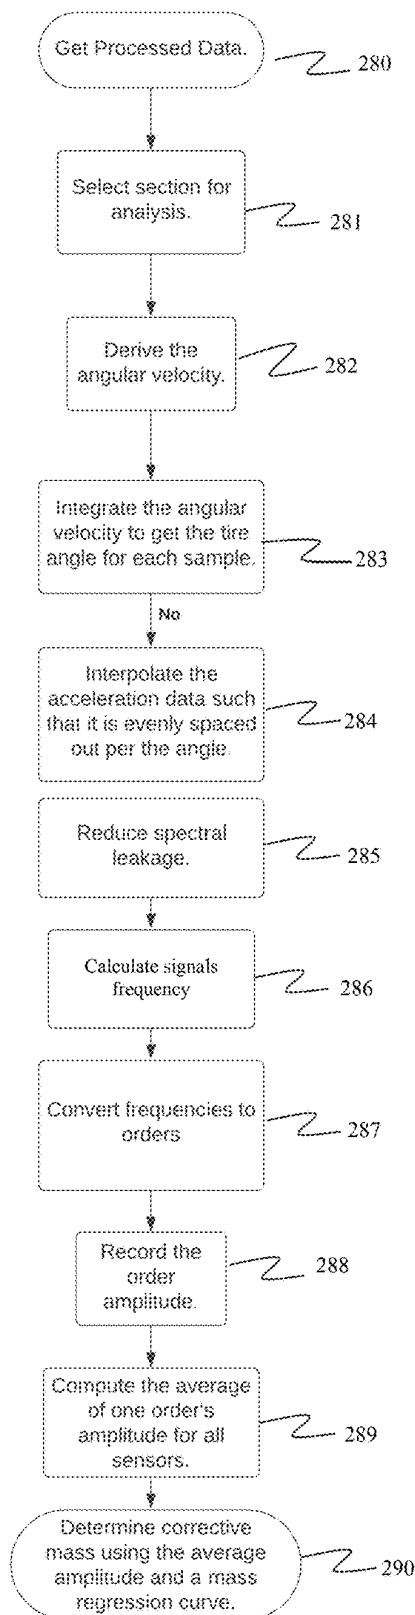 Get Processed Data.
280
Select section for
analysis.
281
Derive the
angular velocity.
282
Integrate the angular
velocity to get the tire
angle for each sample.
283
No
Interpolate the
acceleration data such
that it is evenly spaced
out per the angle.
284
Reduce spectral
leakage.
285
Calculate signals
frequency
286
Convert frequencies to
orders
287
Record the
order
amplitude.
288
Compute the average
of one order's
amplitude for all
sensors.
289
Determine corrective
mass using the average
amplitude and a mass
regression curve.
290